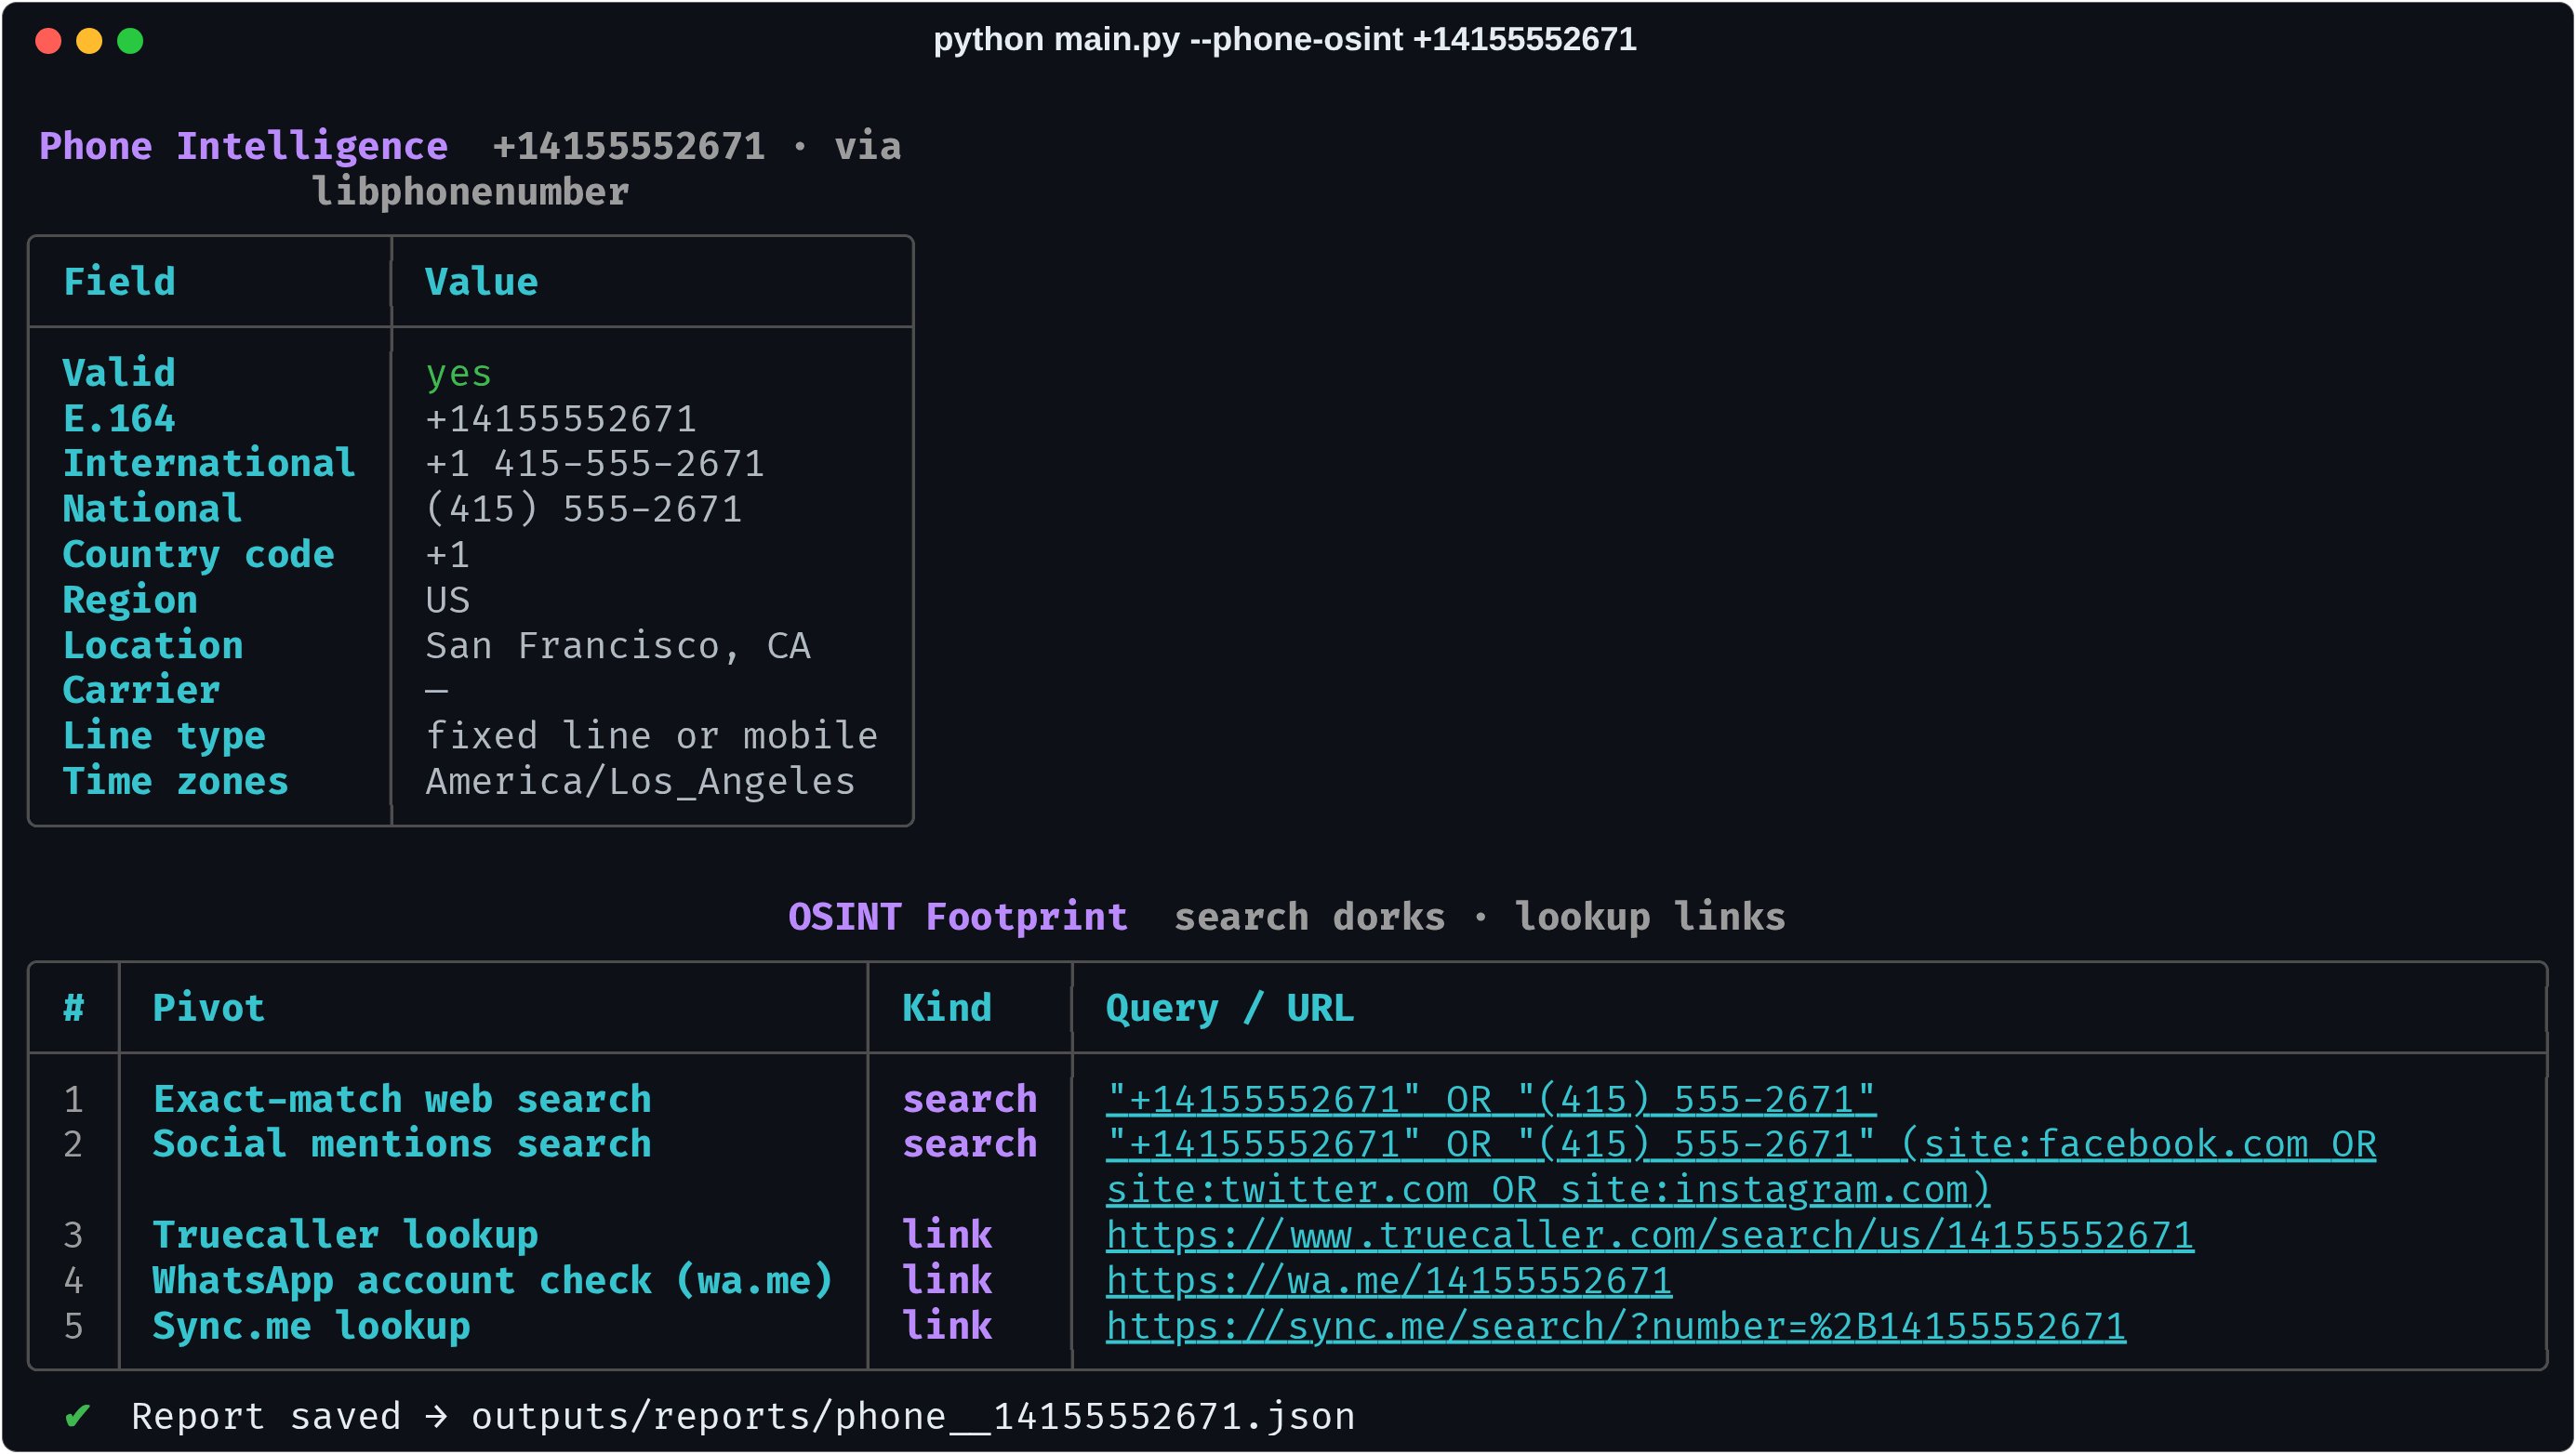 python main.py --phone-osint +14155552671
Phone Intelligence +14155552671 · via
libphonenumber
Field Value
Valid yes
E.164 +14155552671
International +1 415-555-2671
National (415) 555-2671
Country code +1
Region US
Location San Francisco, CA
Carrier —
Line type fixed line or mobile
Time zones America/Los_Angeles
OSINT Footprint search dorks · lookup links
# Pivot Kind Query / URL
1 Exact-match web search search "+14155552671" OR "(415) 555-2671"
2 Social mentions search search "+14155552671" OR "(415) 555-2671" (site:facebook.com OR
site:twitter.com OR site:instagram.com)
3 Truecaller lookup link https://www.truecaller.com/search/us/14155552671
4 WhatsApp account check (wa.me) link https://wa.me/14155552671
5 Sync.me lookup link https://sync.me/search/?number=%2B14155552671
✔ Report saved → outputs/reports/phone__14155552671.json